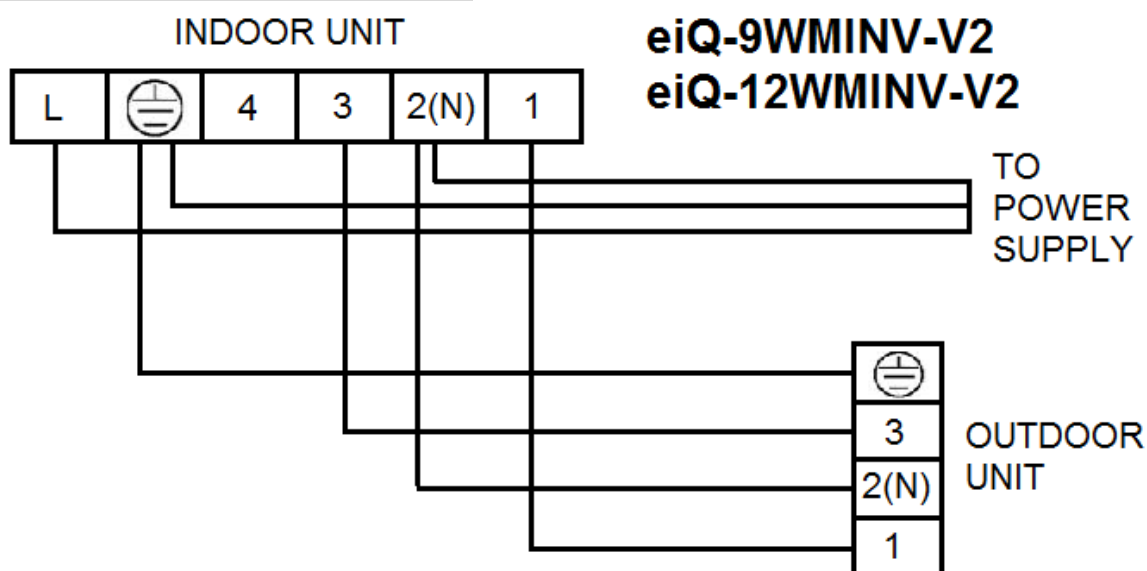 INDOOR UNIT
eiQ-9WMINV-V2
eiQ-12WMINV-V2
L 4 3 2(N) 1
TO
POWER
SUPPLY
3
2(N)
1
OUTDOOR
UNIT